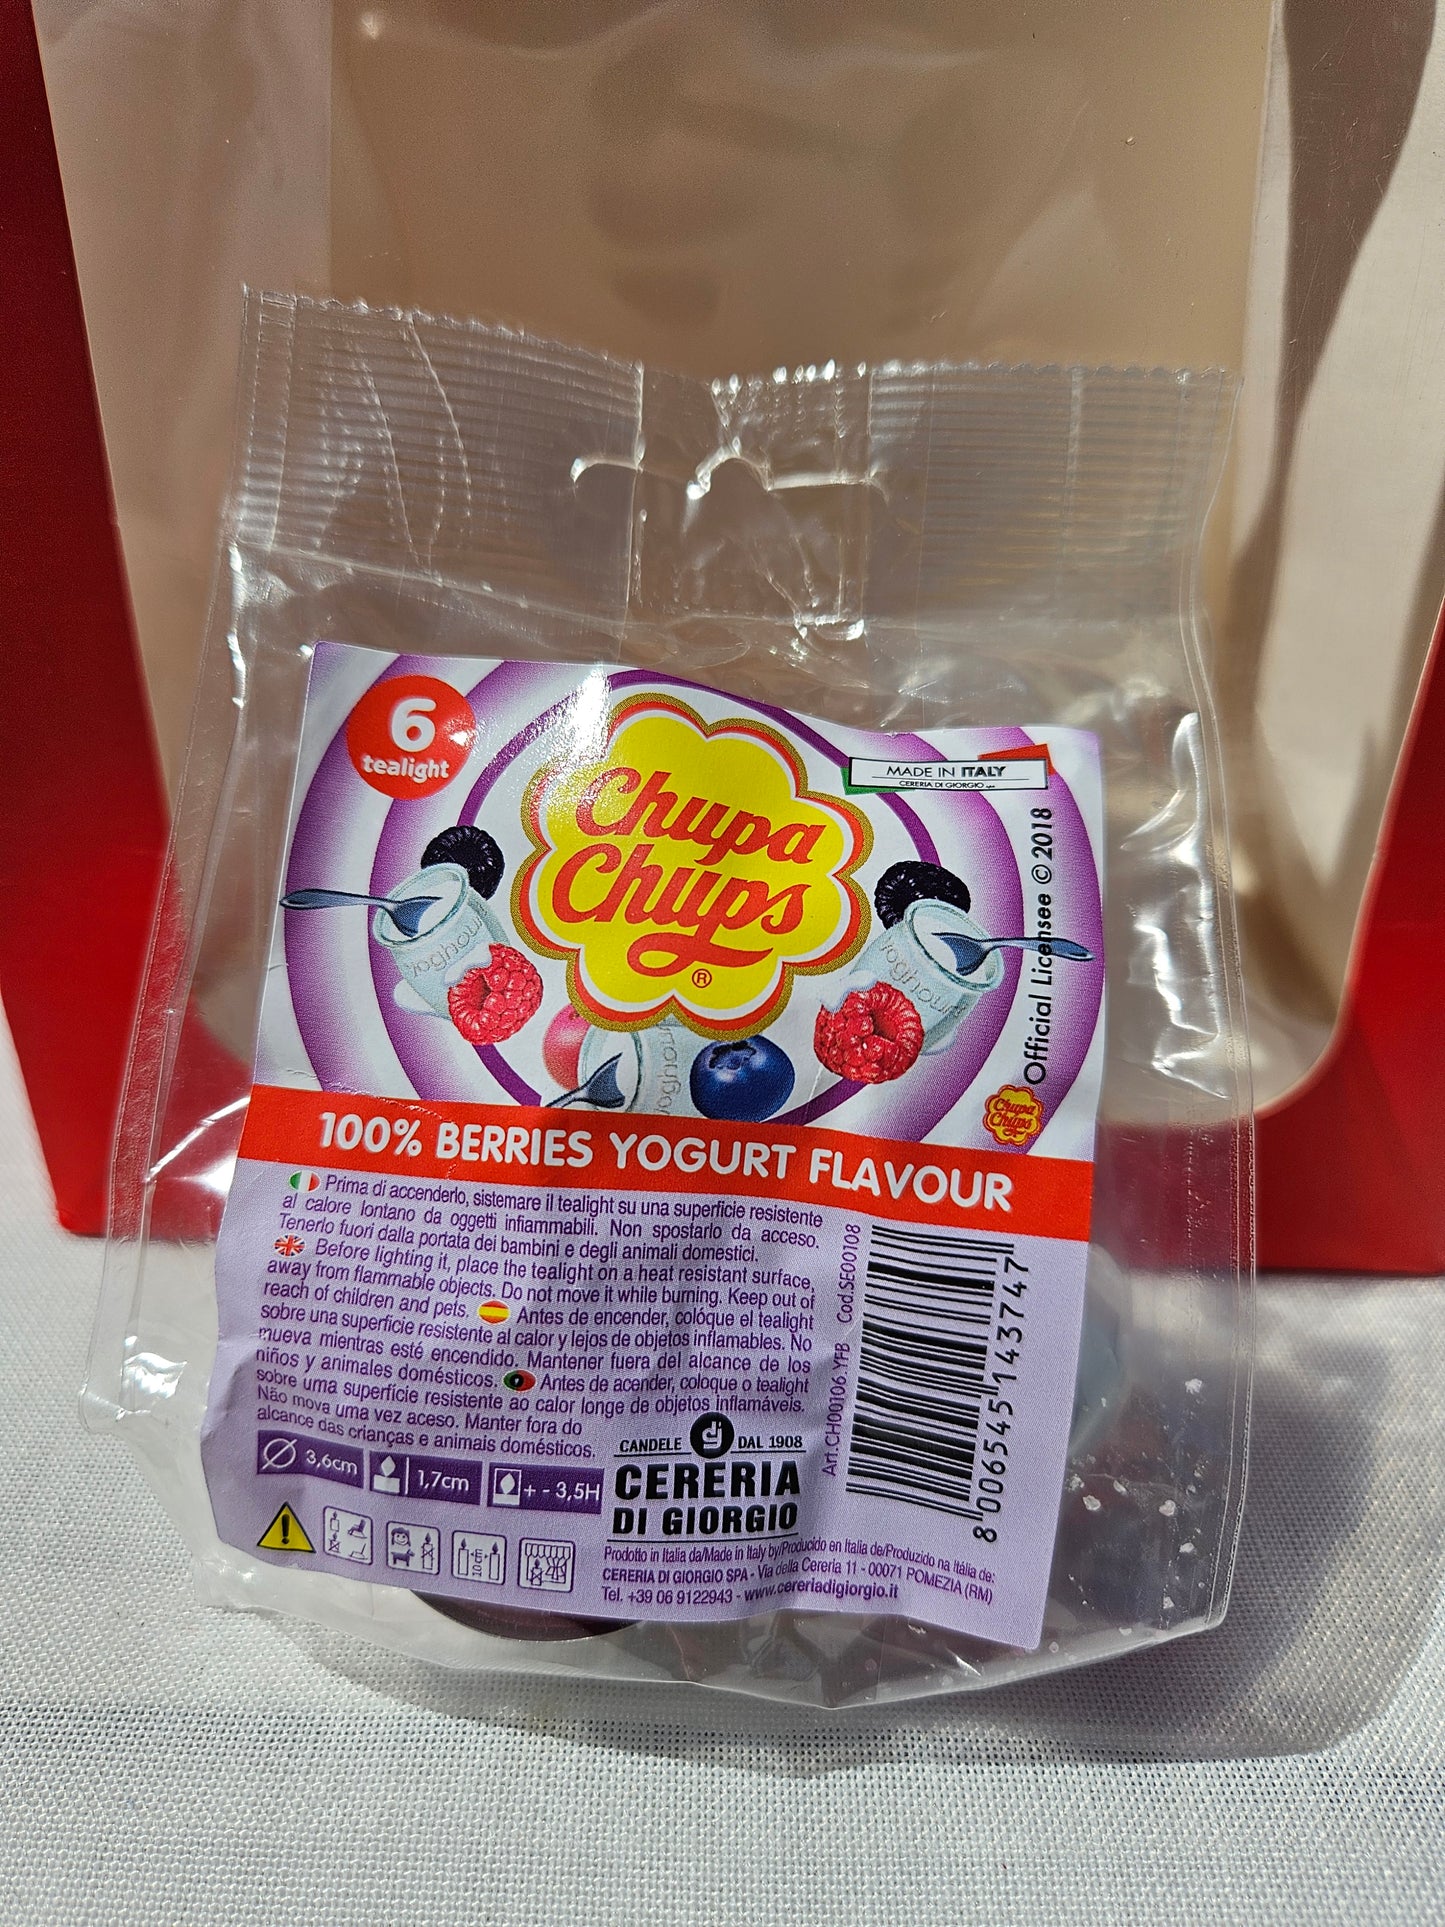 6
tealight
Chupa
Chups
®
MADE IN ITALY
CERERIA DI GIORGIO
Official Licensee © 2018
Chupa
Chups
yoghourt
yoghourt
100% BERRIES YOGURT FLAVOUR
Prima di accenderlo, sistemare il tealight su una superficie resistente
al calore lontano da oggetti infiammabili. Non spostarlo da acceso.
Tenerlo fuori dalla portata dei bambini e degli animali domestici.
Before lighting it, place the tealight on a heat resistant surface,
away from flammable objects. Do not move it while burning. Keep out of
reach of children and pets. Antes de encender, colóque el tealight
sobre una superficie resistente al calor y lejos de objetos inflamables. No
mueva mientras esté encendido. Mantener fuera del alcance de los
niños y animales domésticos. Antes de acender, coloque o tealight
sobre uma superfície resistente ao calor longe de objetos inflamáveis.
Não mova uma vez aceso. Manter fora do
alcance das crianças e animais domésticos.
3,6cm
1,7cm
+ - 3,5H
CANDELE DAL 1908
CERERIA
DI GIORGIO
Prodotto in Italia da/Made in Italy by/Producido en Italia de/Produzido na Itália de:
CERERIA DI GIORGIO SPA - Via della Cereria 11 - 00071 POMEZIA (RM)
Tel. +39 06 9122943 - www.cereriadigiorgio.it
Art.CH00106 YFB Cod.SE00108
8 006545 143747